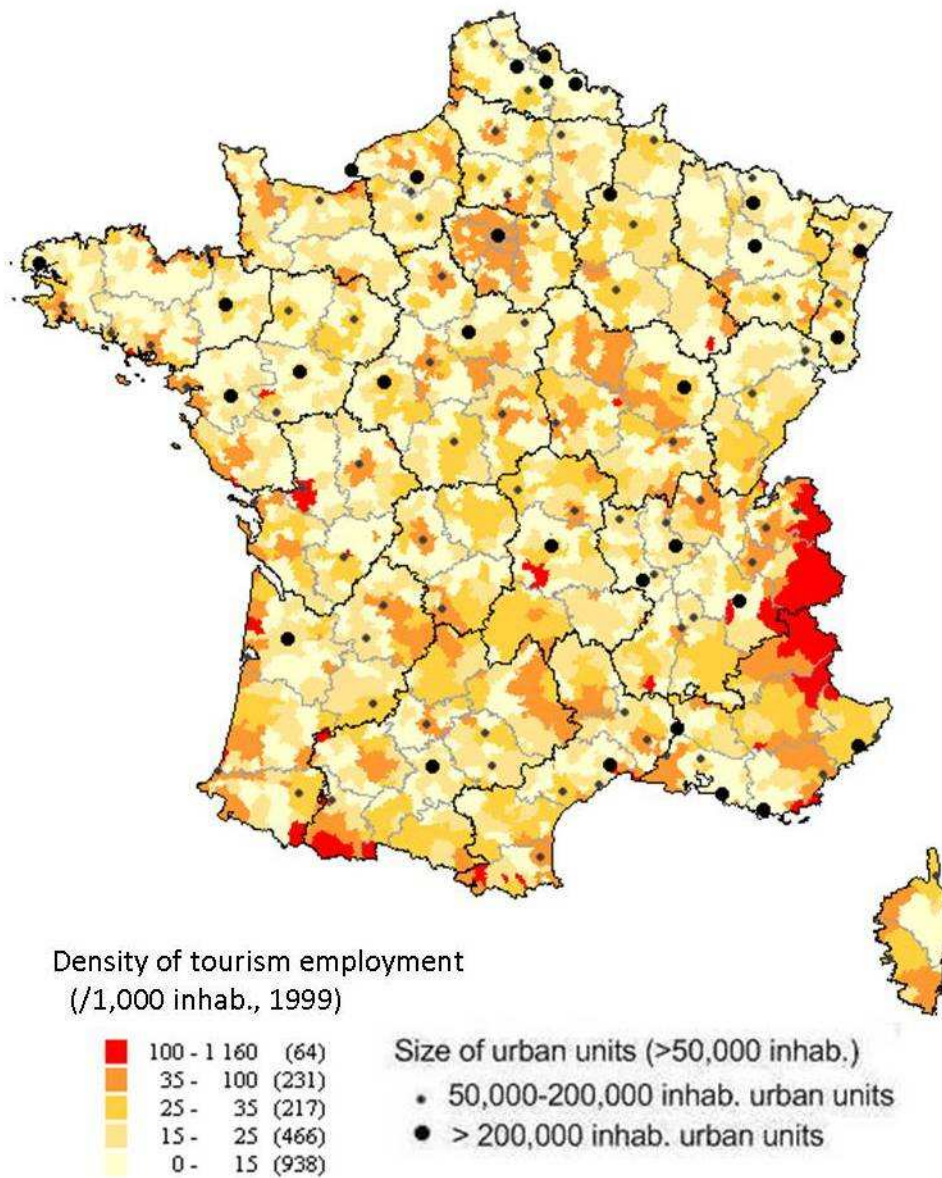 Density of tourism employment
(/1,000 inhab., 1999)
100 - 1 160 (64)
35 - 100 (231)
25 - 35 (217)
15 - 25 (466)
0 - 15 (938)
Size of urban units (>50,000 inhab.)
50,000-200,000 inhab. urban units
> 200,000 inhab. urban units